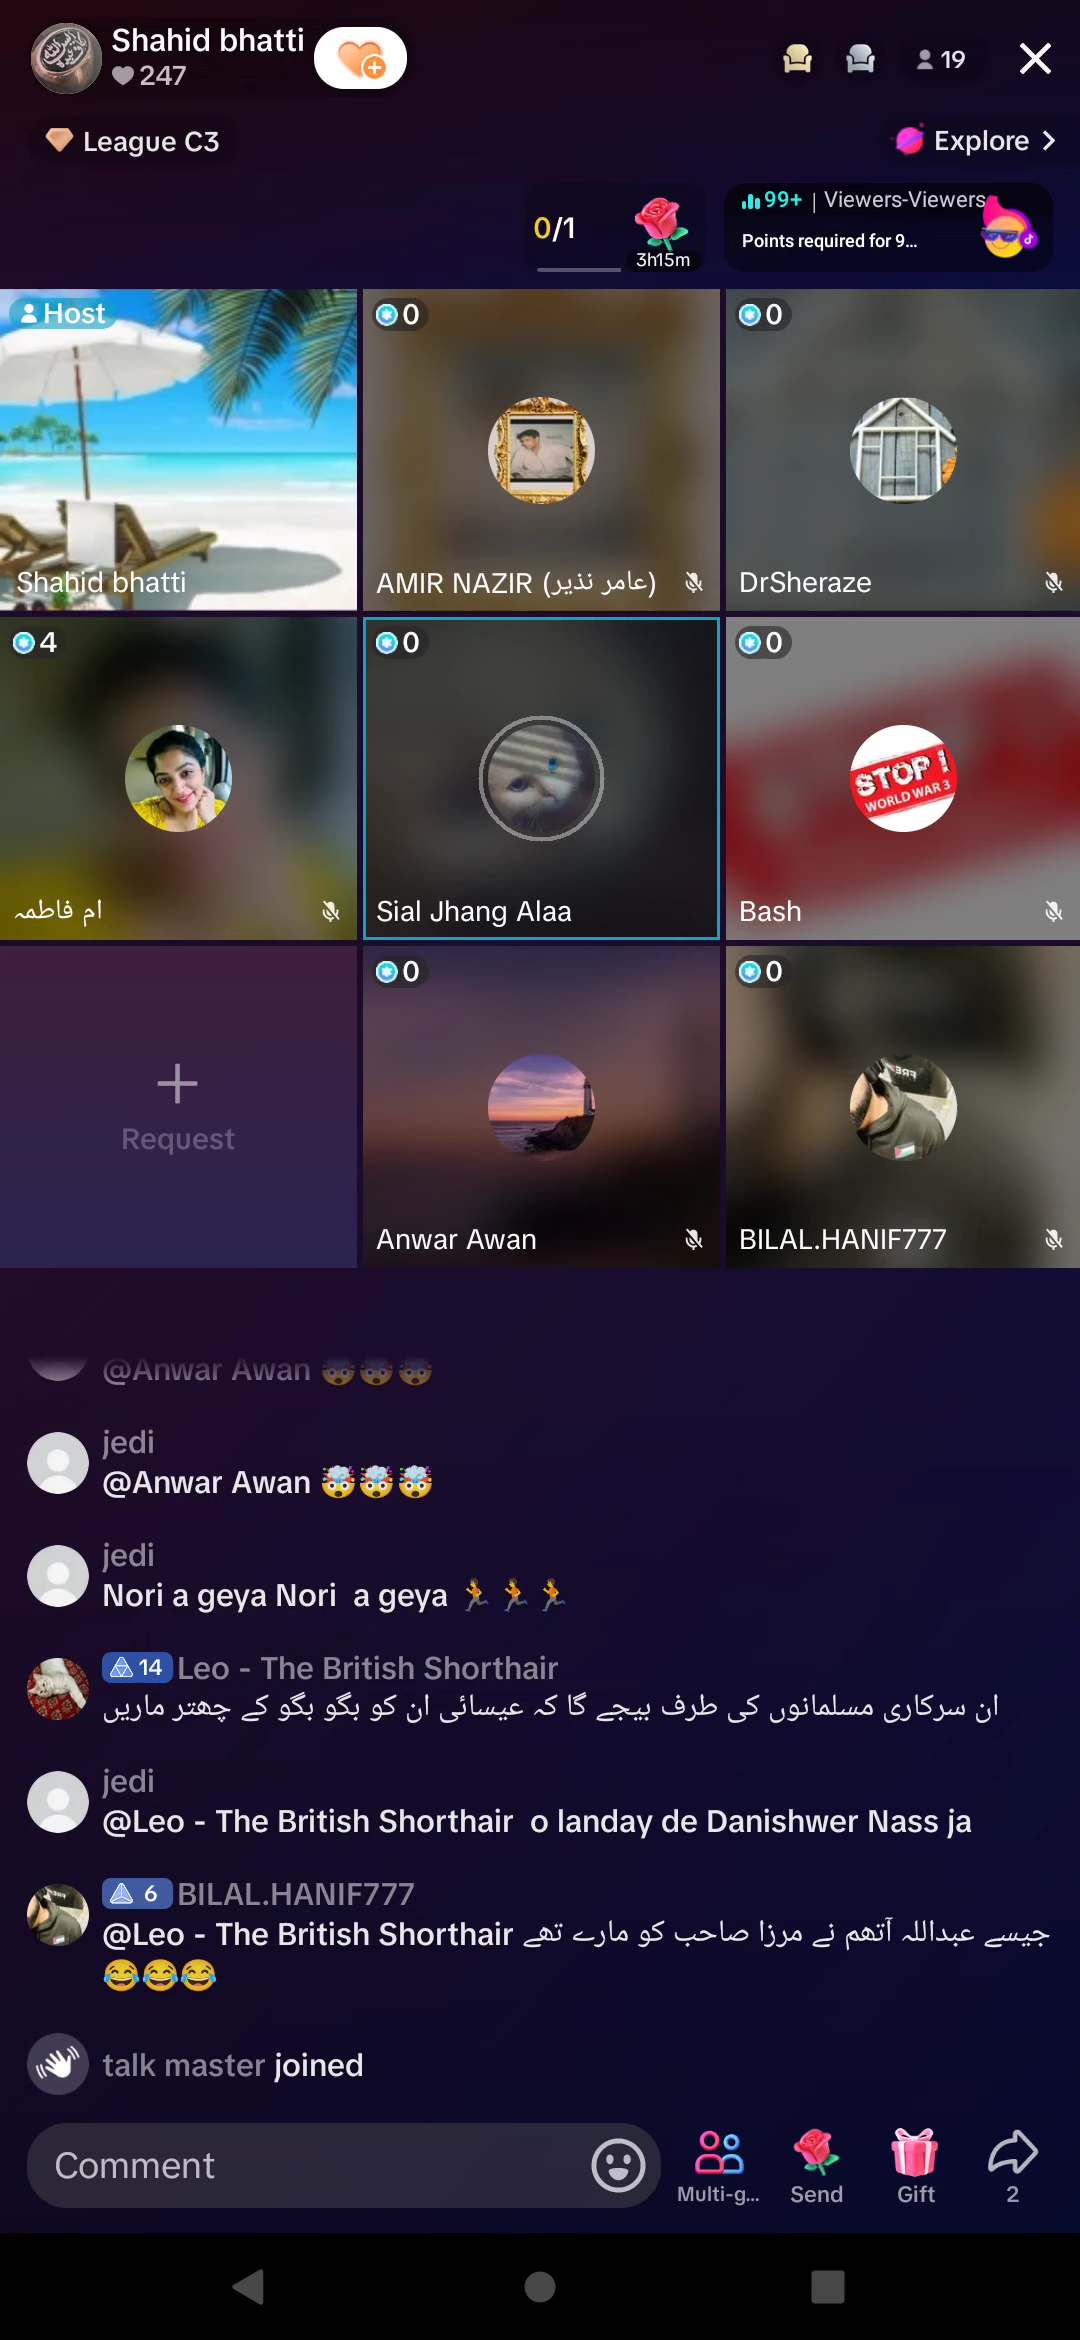 Shahid bhatti
247
19
League C3
Explore
0/1
3h15m
99+ | Viewers-Viewers
Points required for 9...
Host
0
0
Shahid bhatti
AMIR NAZIR (عامر نذیر)
DrSheraze
4
0
0
STOP !
WORLD WAR 3
ام فاطمہ
Sial Jhang Alaa
Bash
0
0
Request
Anwar Awan
BILAL.HANIF777
@Anwar Awan 🤯🤯🤯
jedi
@Anwar Awan 🤯🤯🤯
jedi
Nori a geya Nori  a geya 🏃🏃🏃
14 Leo - The British Shorthair
ان سرکاری مسلمانوں کی طرف بیجے گا کہ عیسائی ان کو بگو بگو کے چھتر ماریں
jedi
@Leo - The British Shorthair  o landay de Danishwer Nass ja
6 BILAL.HANIF777
@Leo - The British Shorthair جیسے عبداللہ آتھم نے مرزا صاحب کو مارے تھے
😂😂😂
talk master joined
Comment
Multi-g...
Send
Gift
2